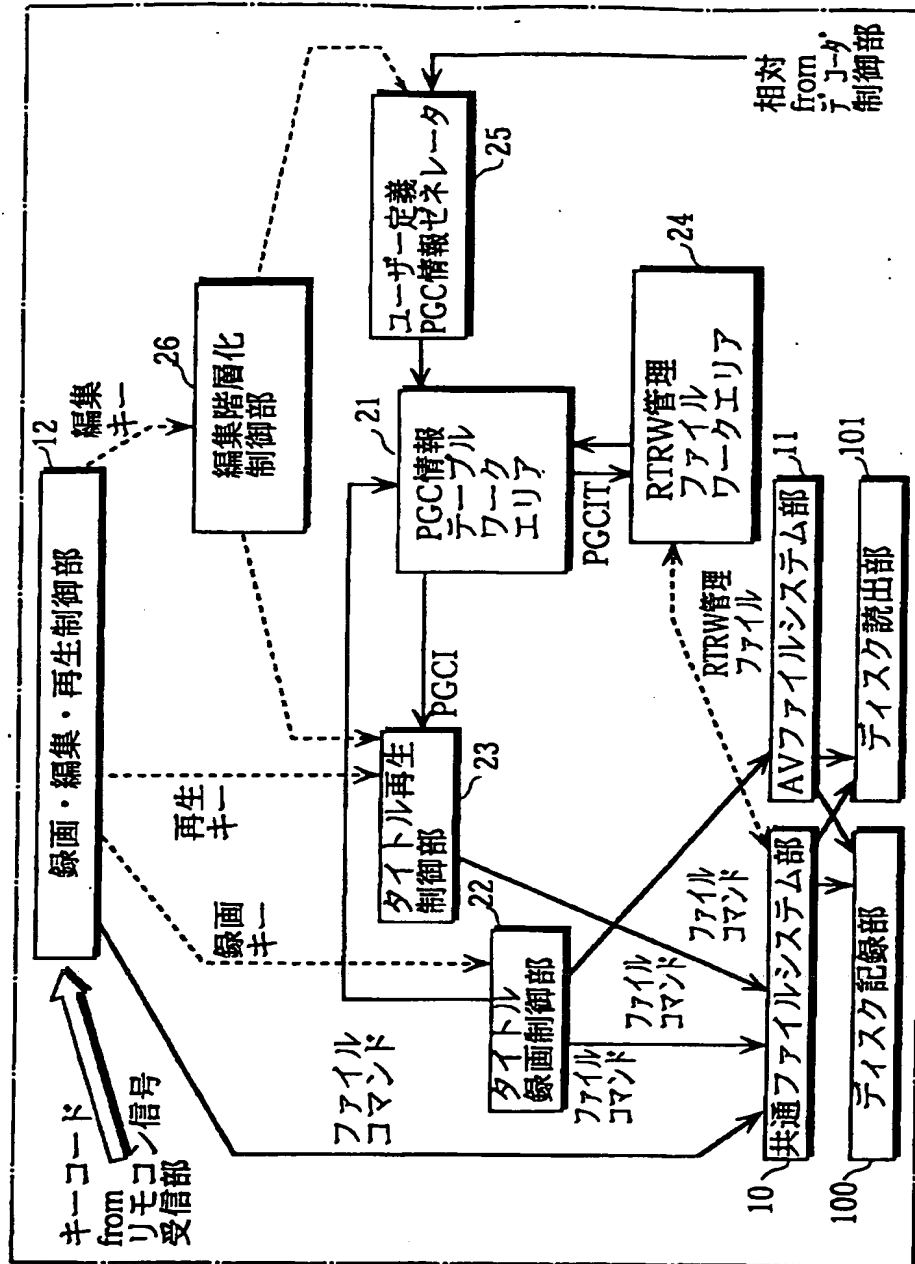 キーコード
from
リモコン信号
受信部
録画・編集・再生制御部
12
編集
キー
再生
キー
録画
キー
26
編集階層化
制御部
ユーザー定義
PGC情報ゼネレータ
25
相対
from
デコーダ
制御部
21
PGC情報
テーブル
ワーク
エリア
PGCI
PGCIT
タイトル再生
制御部
23
22
タイトル
録画制御部
24
RTRW管理
ファイル
ワークエリア
RTRW管理
ファイル
ファイル
コマンド
ファイル
コマンド
ファイル
コマンド
ファイル
コマンド
10
共通ファイルシステム部
AVファイルシステム部
11
100
ディスク記録部
ディスク読出部
101